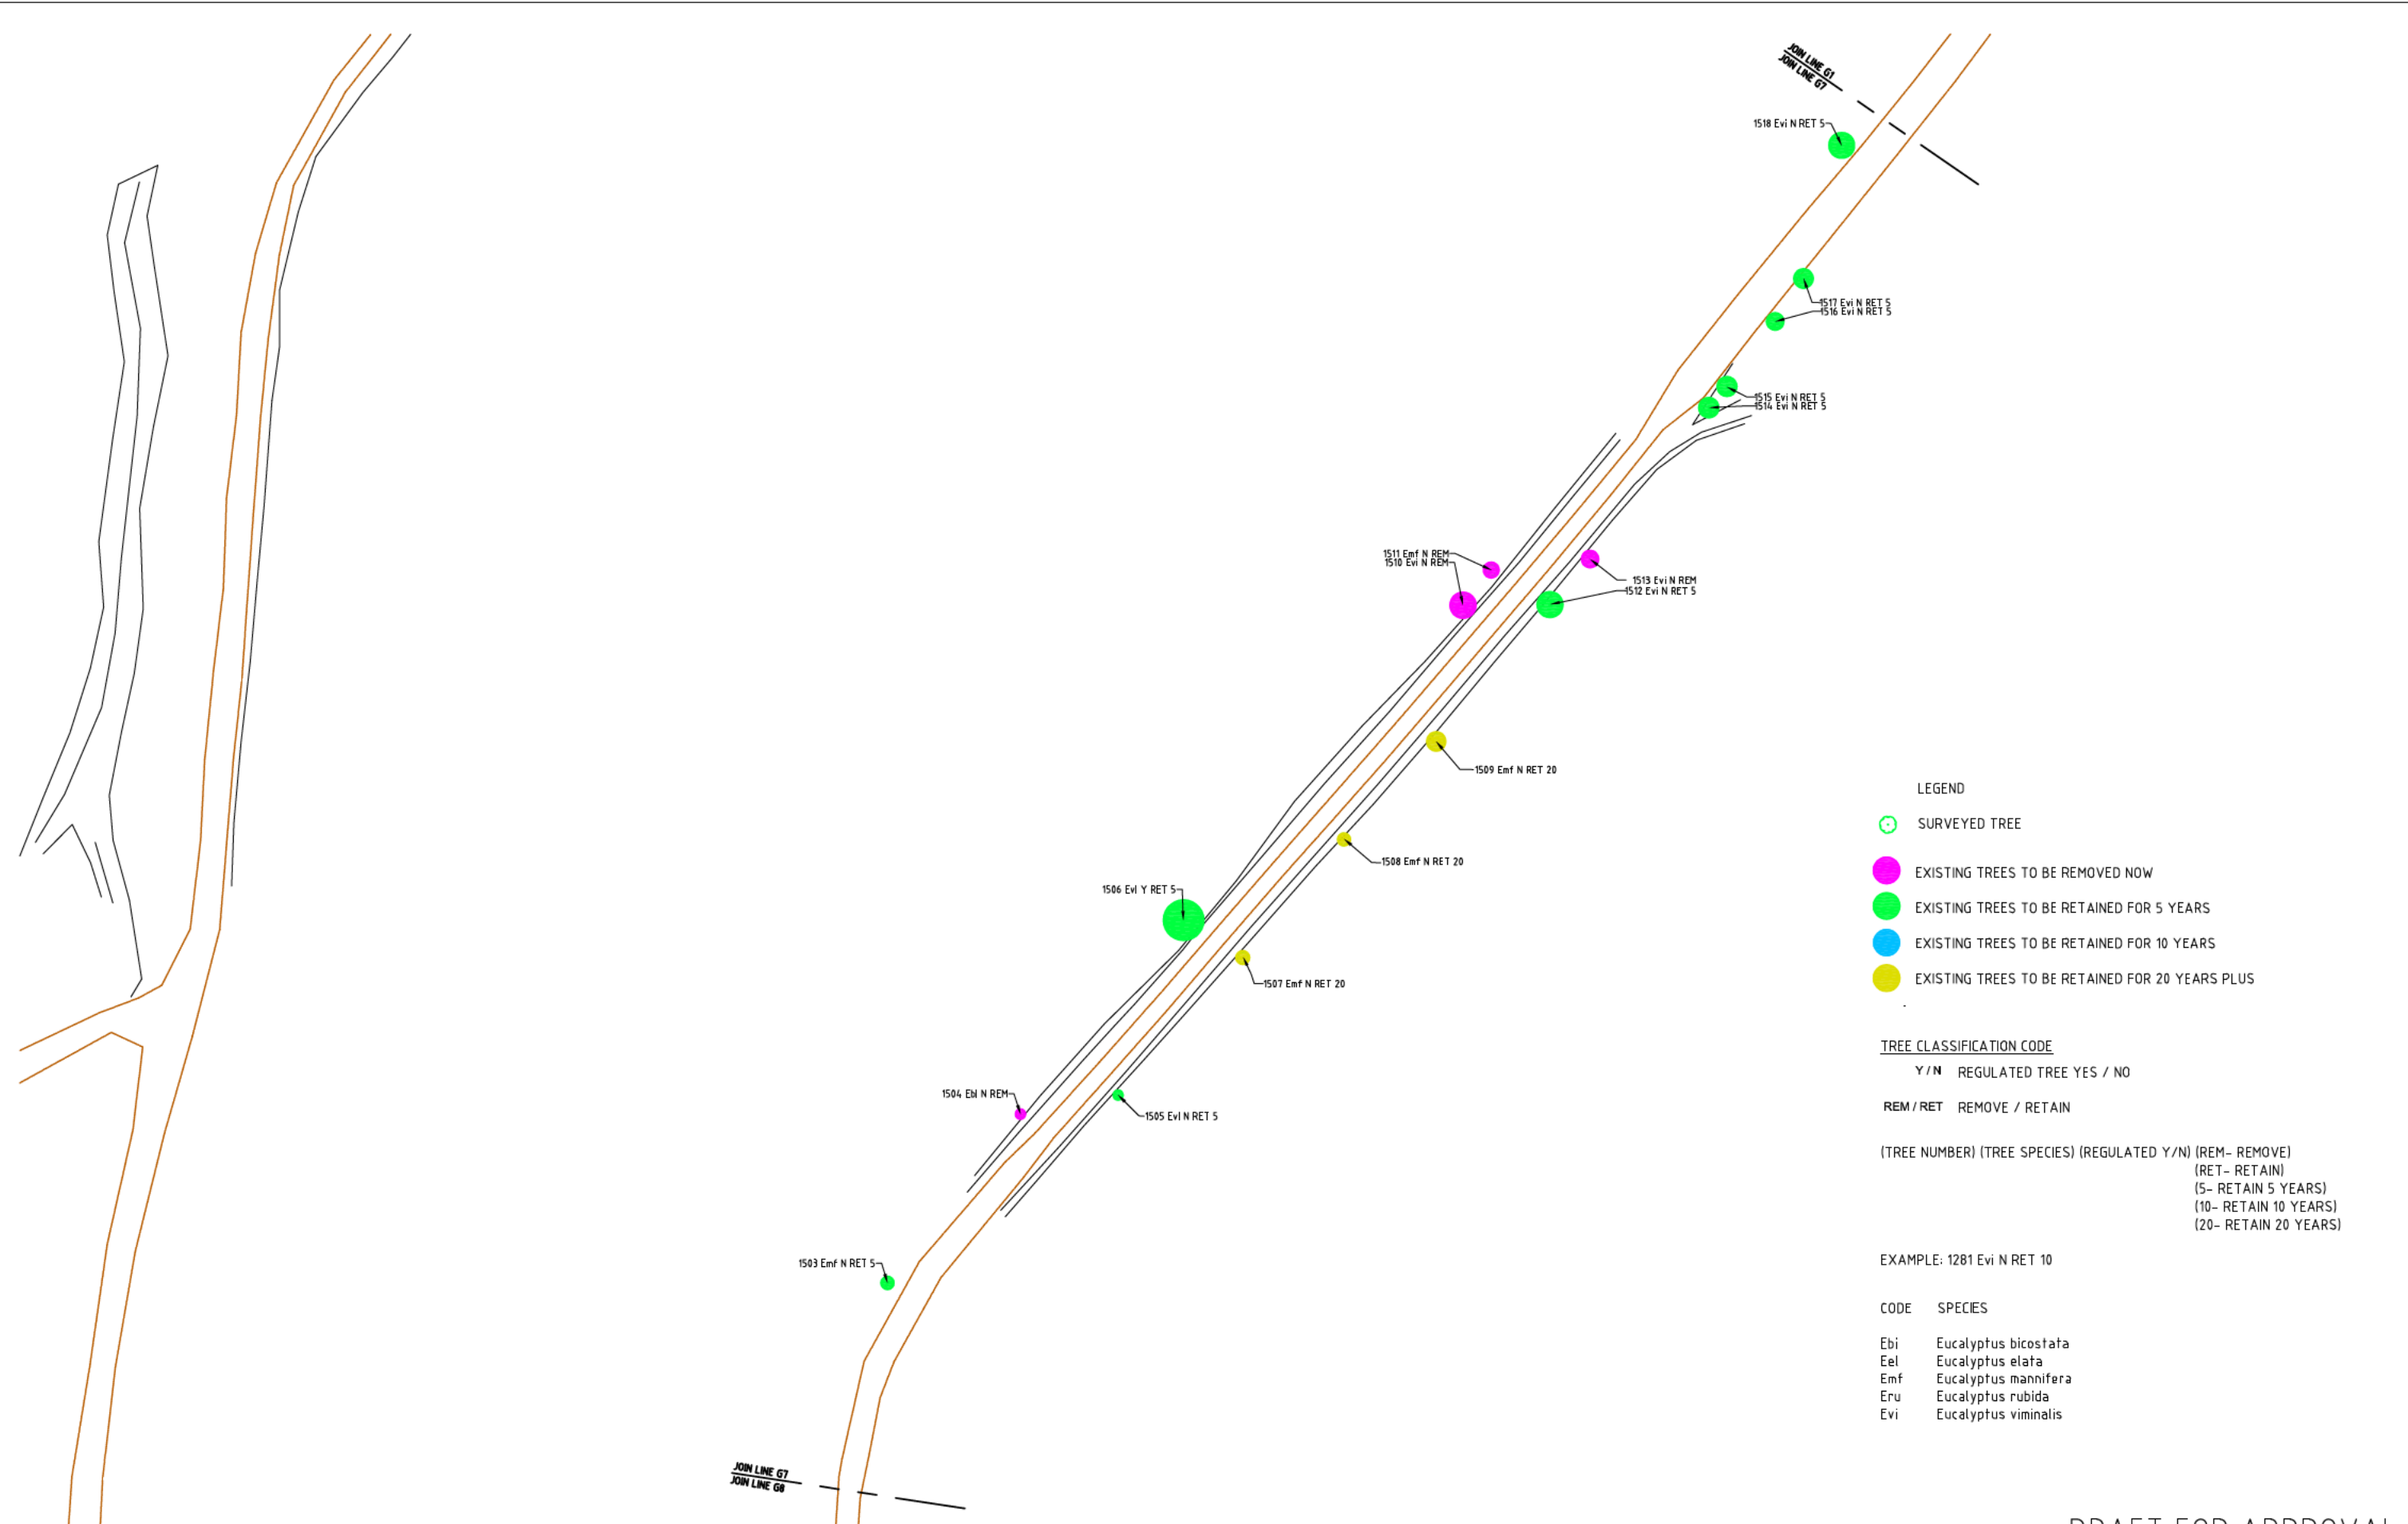 JOIN LINE G1
JOIN LINE G7
1518 Evi N RET 5
1517 Evi N RET 5
1516 Evi N RET 5
1515 Evi N RET 5
1514 Evi N RET 5
1511 Emf N REM
1510 Evi N REM
1513 Evi N REM
1512 Evi N RET 5
1509 Emf N RET 20
1508 Emf N RET 20
1506 Evi Y RET 5
1507 Emf N RET 20
1504 Ebi N REM
1505 Evi N RET 5
1503 Emf N RET 5
JOIN LINE G7
JOIN LINE G8
LEGEND
SURVEYED TREE
EXISTING TREES TO BE REMOVED NOW
EXISTING TREES TO BE RETAINED FOR 5 YEARS
EXISTING TREES TO BE RETAINED FOR 10 YEARS
EXISTING TREES TO BE RETAINED FOR 20 YEARS PLUS
TREE CLASSIFICATION CODE
Y / N REGULATED TREE YES / NO
REM / RET REMOVE / RETAIN
(TREE NUMBER) (TREE SPECIES) (REGULATED Y/N) (REM- REMOVE)
(RET- RETAIN)
(5- RETAIN 5 YEARS)
(10- RETAIN 10 YEARS)
(20- RETAIN 20 YEARS)
EXAMPLE: 1281 Evi N RET 10
CODE SPECIES
Ebi Eucalyptus bicostata
Eel Eucalyptus elata
Emf Eucalyptus mannifera
Eru Eucalyptus rubida
Evi Eucalyptus viminalis
DRAFT FOR APPROVAL